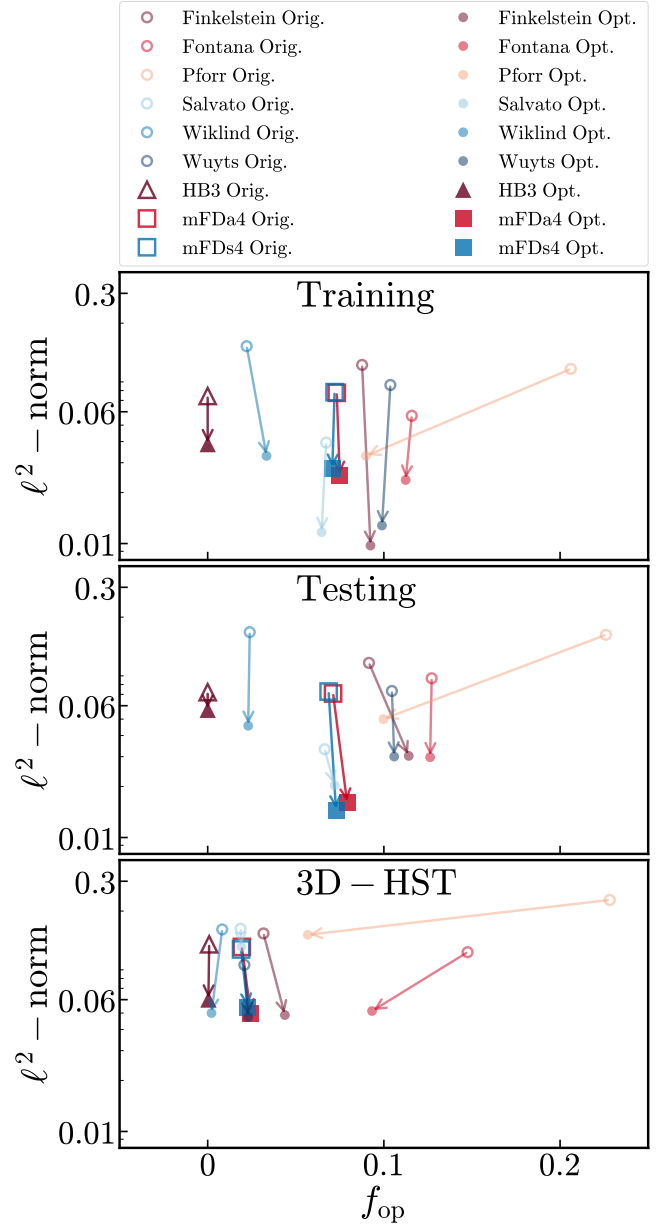 Finkelstein Orig. Finkelstein Opt.
Fontana Orig. Fontana Opt.
Pforr Orig. Pforr Opt.
Salvato Orig. Salvato Opt.
Wiklind Orig. Wiklind Opt.
Wuyts Orig. Wuyts Opt.
HB3 Orig. HB3 Opt.
mFDa4 Orig. mFDa4 Opt.
mFDs4 Orig. mFDs4 Opt.
Training
0.3
0.06
0.01
ℓ² − norm
Testing
0.3
0.06
0.01
ℓ² − norm
3D − HST
0.3
0.06
0.01
ℓ² − norm
0 0.1 0.2
f_op